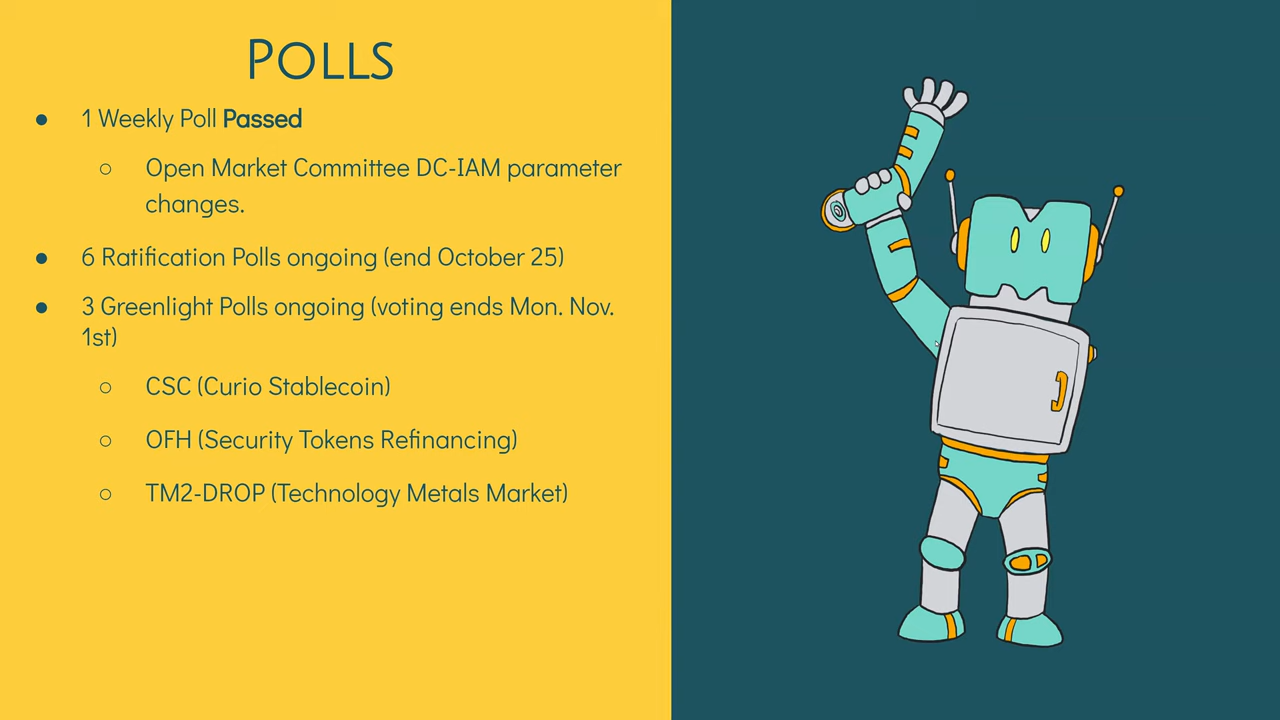 POLLS
● 1 Weekly Poll Passed
○ Open Market Committee DC-IAM parameter
changes.
● 6 Ratification Polls ongoing (end October 25)
● 3 Greenlight Polls ongoing (voting ends Mon. Nov.
1st)
○ CSC (Curio Stablecoin)
○ OFH (Security Tokens Refinancing)
○ TM2-DROP (Technology Metals Market)